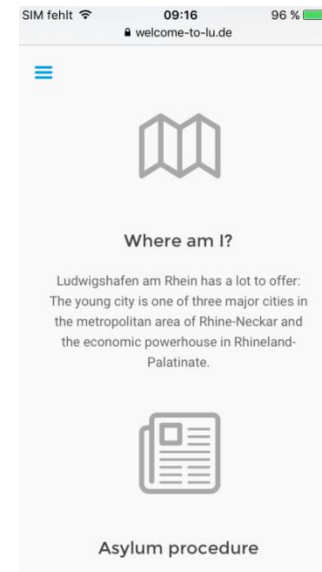 SIM fehlt 09:16 96 %
welcome-to-lu.de
Where am I?
Ludwigshafen am Rhein has a lot to offer:
The young city is one of three major cities in
the metropolitan area of Rhine-Neckar and
the economic powerhouse in Rhineland-
Palatinate.
Asylum procedure